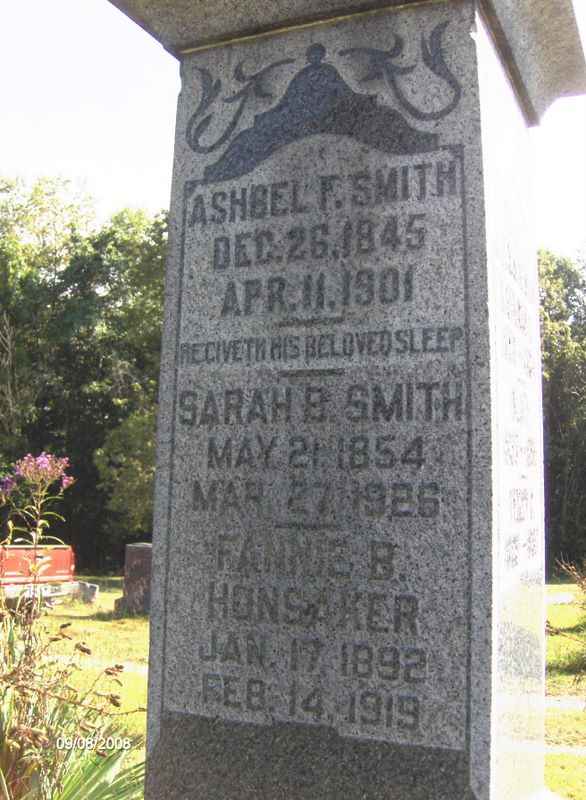 ASHBEL F. SMITH
DEC. 26, 1845
APR. 11, 1901
RECIVETH HIS BELOVED SLEEP
SARAH B. SMITH
MAY 21 1854
MAR. 27, 1926
FANNIE B.
HONSAKER
JAN. 17, 1892
FEB. 14, 1919
09/08/2008